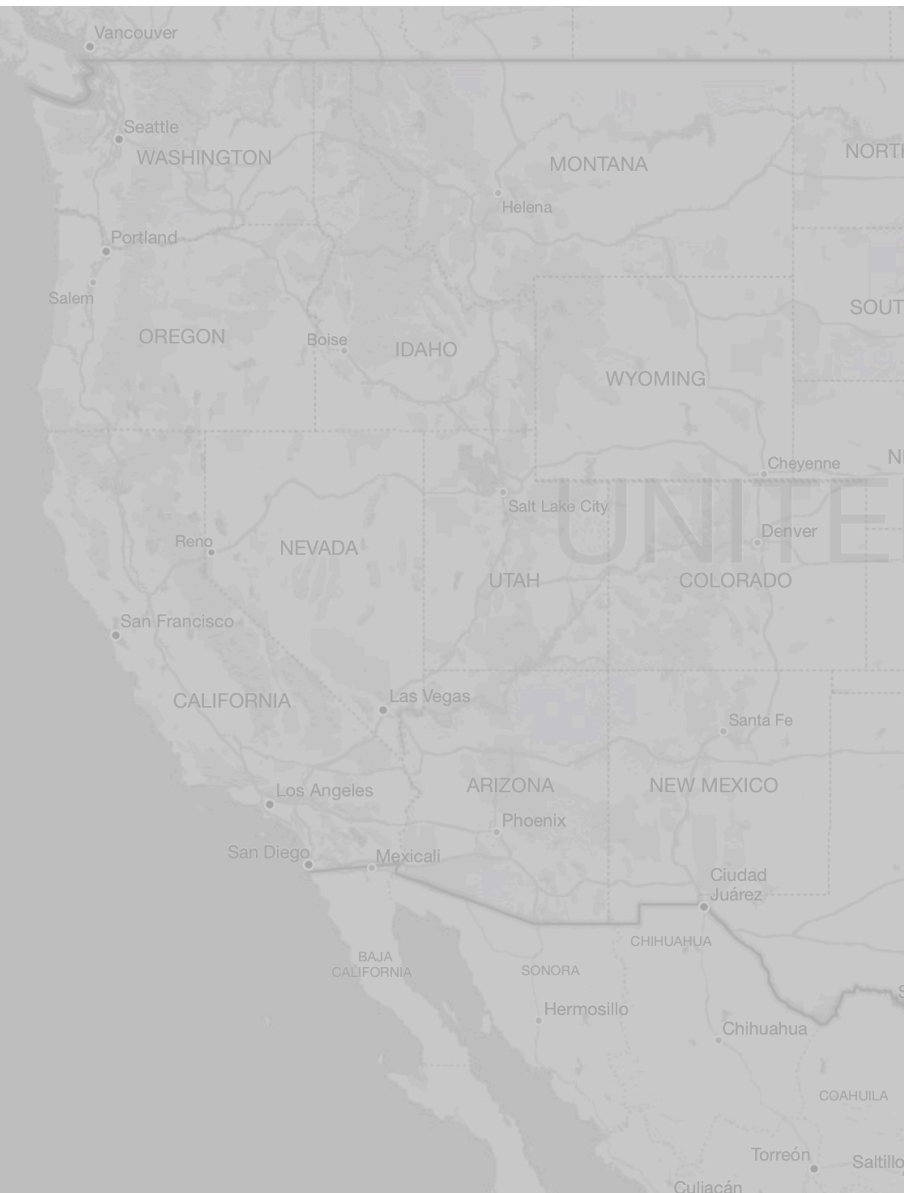 Vancouver
Seattle
WASHINGTON
MONTANA
NORT
Helena
Portland
Salem
OREGON
Boise
IDAHO
SOUT
WYOMING
Cheyenne
N
Salt Lake City
UNITE
Denver
Reno
NEVADA
UTAH
COLORADO
San Francisco
CALIFORNIA
Las Vegas
Santa Fe
Los Angeles
ARIZONA
NEW MEXICO
Phoenix
San Diego
Mexicali
Ciudad
Juárez
CHIHUAHUA
BAJA
CALIFORNIA
SONORA
Hermosillo
Chihuahua
COAHUILA
Torreón
Saltillo
Culiacán